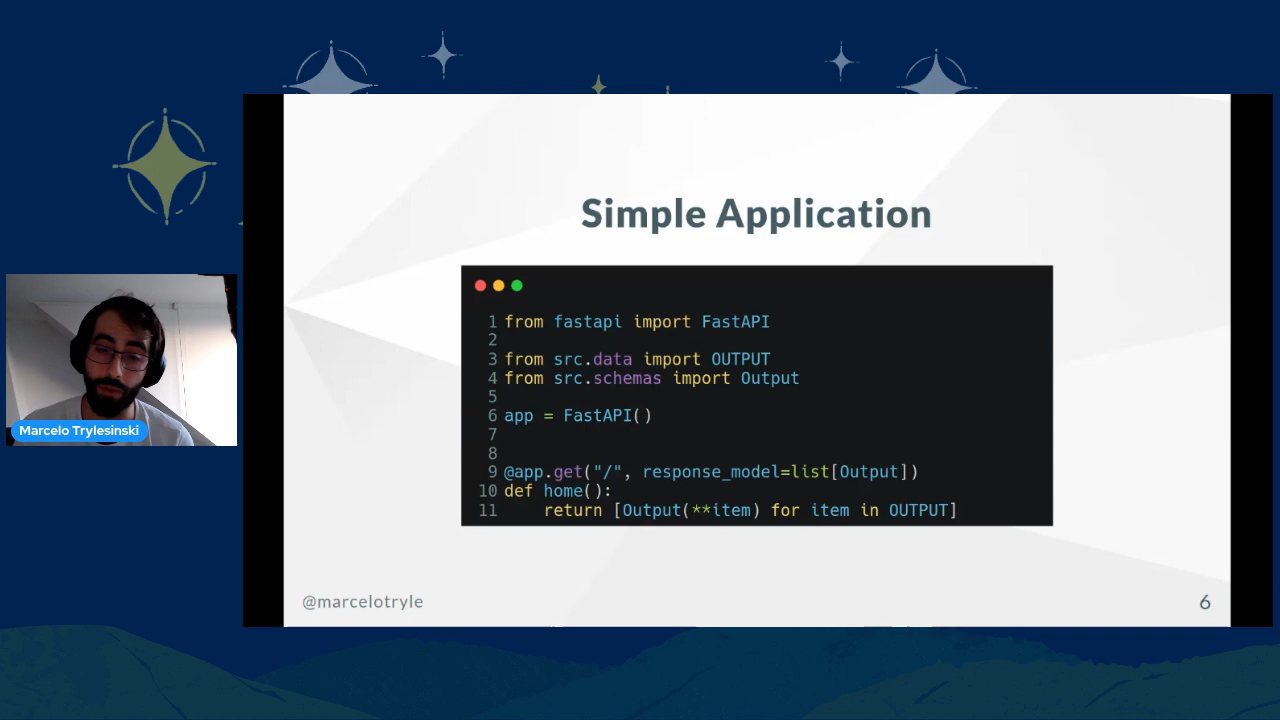 Simple Application
1 from fastapi import FastAPI
2
3 from src.data import OUTPUT
4 from src.schemas import Output
5
6 app = FastAPI()
7
8
9 @app.get("/", response_model=list[Output])
10 def home():
11     return [Output(**item) for item in OUTPUT]
Marcelo Trylesinski
@marcelotryle
6